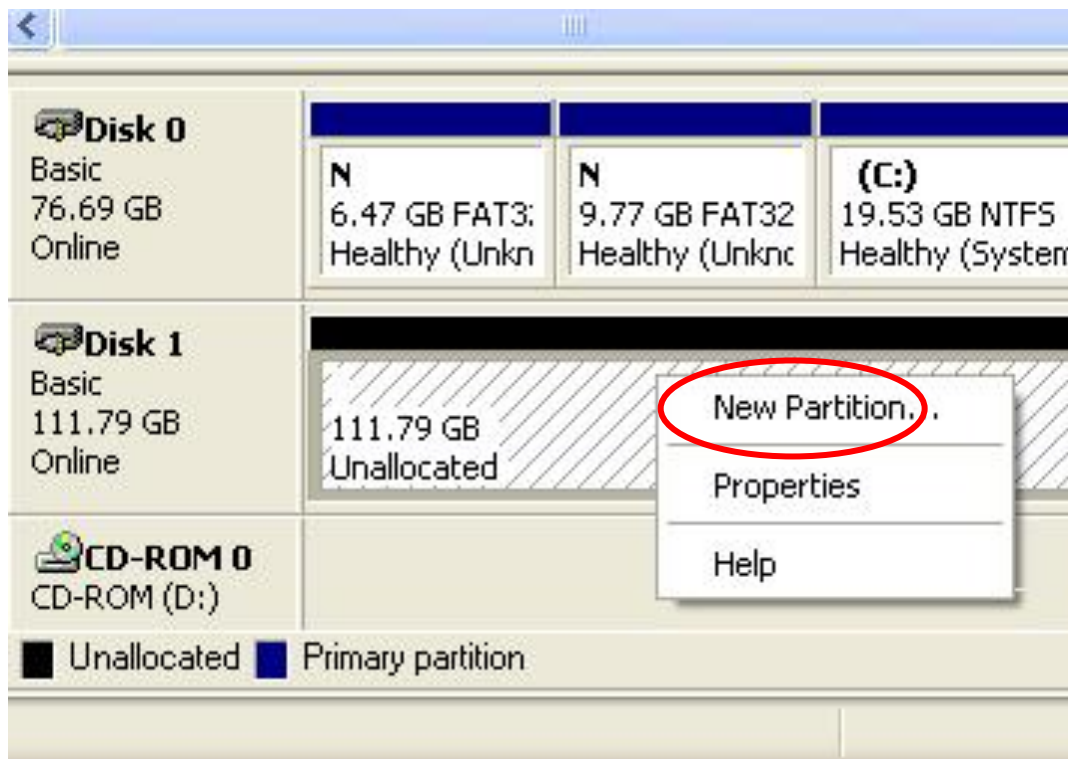 Disk 0
Basic
76.69 GB
Online
N
6.47 GB FAT3
Healthy (Unkn
N
9.77 GB FAT32
Healthy (Unkno
(C:)
19.53 GB NTFS
Healthy (System
Disk 1
Basic
111.79 GB
Online
111.79 GB
Unallocated
New Partition...
Properties
Help
CD-ROM 0
CD-ROM (D:)
Unallocated
Primary partition